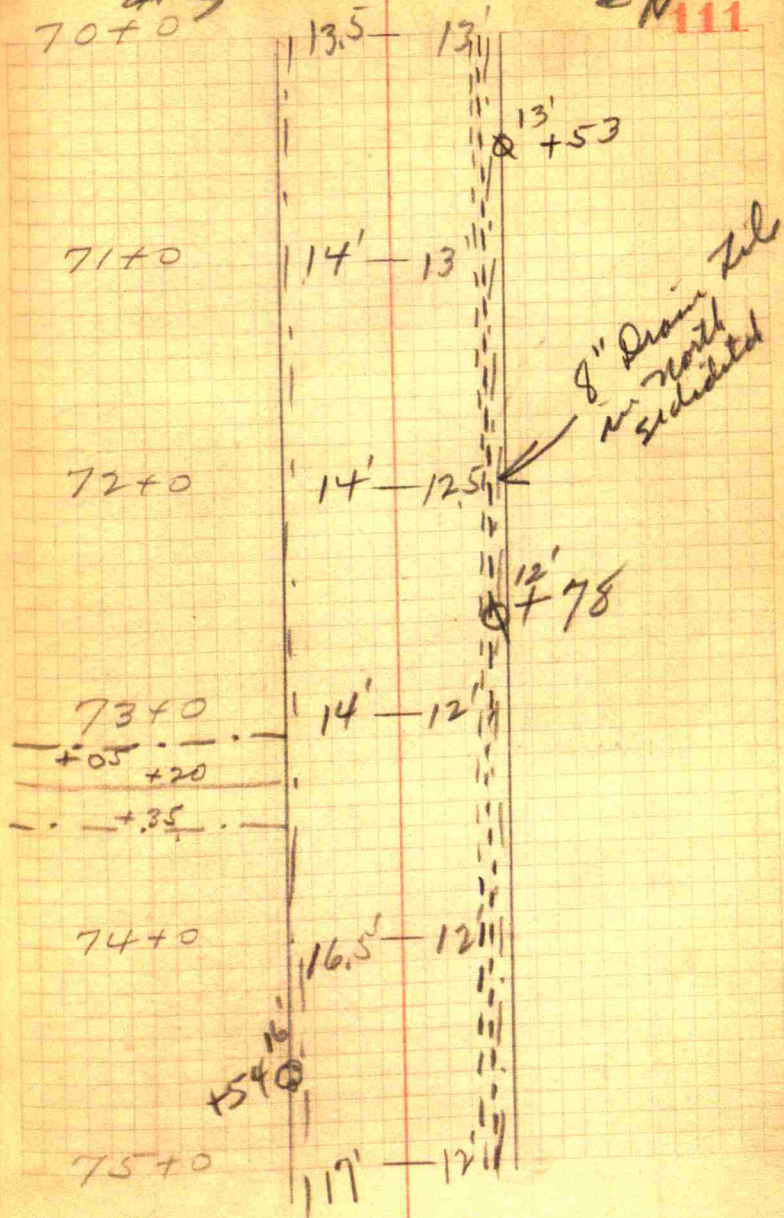 N 111
70+0 13.5 — 13'
13' +53
71+0 14' — 13'
8" Drain Tile
in north
72+0 14' — 12.5'
12' +78
73+0 14' — 12'
+05
+20
+35
74+0 16.5' — 12'
16'
+54
75+0 17' — 12'